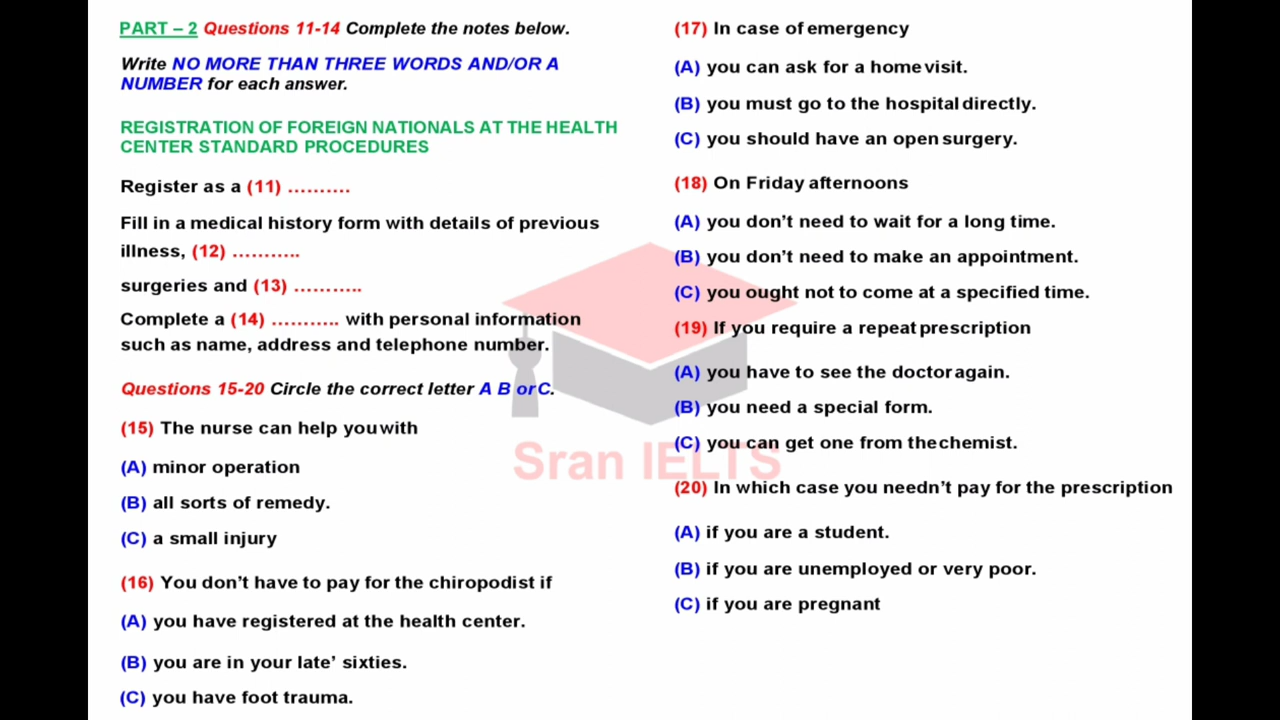 PART – 2 Questions 11-14 Complete the notes below.
Write NO MORE THAN THREE WORDS AND/OR A
NUMBER for each answer.
REGISTRATION OF FOREIGN NATIONALS AT THE HEALTH
CENTER STANDARD PROCEDURES
Register as a (11) ……….
Fill in a medical history form with details of previous
illness, (12) ………..
surgeries and (13) ………..
Complete a (14) ……….. with personal information
such as name, address and telephone number.
Questions 15-20 Circle the correct letter A B or C.
(15) The nurse can help you with
(A) minor operation
(B) all sorts of remedy.
(C) a small injury
(16) You don’t have to pay for the chiropodist if
(A) you have registered at the health center.
(B) you are in your late’ sixties.
(C) you have foot trauma.
(17) In case of emergency
(A) you can ask for a home visit.
(B) you must go to the hospital directly.
(C) you should have an open surgery.
(18) On Friday afternoons
(A) you don’t need to wait for a long time.
(B) you don’t need to make an appointment.
(C) you ought not to come at a specified time.
(19) If you require a repeat prescription
(A) you have to see the doctor again.
(B) you need a special form.
(C) you can get one from the chemist.
(20) In which case you needn’t pay for the prescription
(A) if you are a student.
(B) if you are unemployed or very poor.
(C) if you are pregnant
Sran IELTS